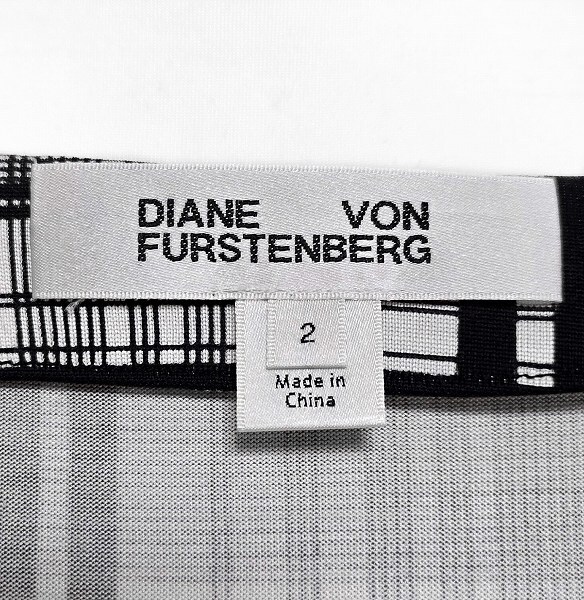 DIANE VON
FURSTENBERG
2
Made in
China